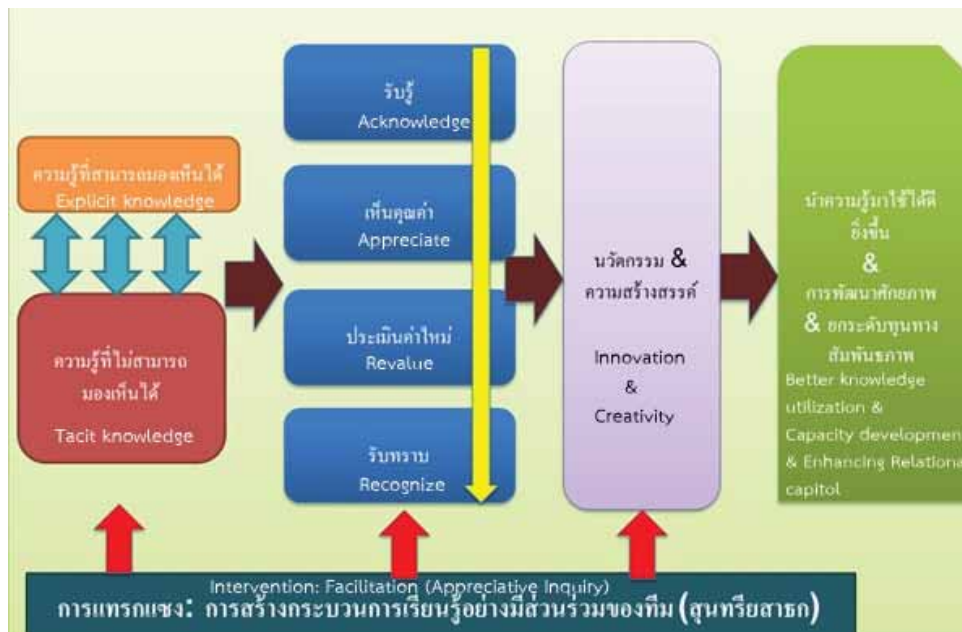 ความรู้ที่สามารถมองเห็นได้
Explicit knowledge
ความรู้ที่ไม่สามารถ
มองเห็นได้
Tacit knowledge
รับรู้
Acknowledge
เห็นคุณค่า
Appreciate
ประเมินค่าใหม่
Revalue
รับทราบ
Recognize
นวัตกรรม &
ความสร้างสรรค์
Innovation
&
Creativity
นำความรู้มาใช้ได้ดี
ยิ่งขึ้น
&
การพัฒนาศักยภาพ
& ยกระดับทุนทาง
สัมพันธภาพ
Better knowledge
utilization &
Capacity developmen
& Enhancing Relationa
capitol
Intervention: Facilitation (Appreciative Inquiry)
การแทรกแซง: การสร้างกระบวนการเรียนรู้อย่างมีส่วนร่วมของทีม (สุนทรียสาธก)